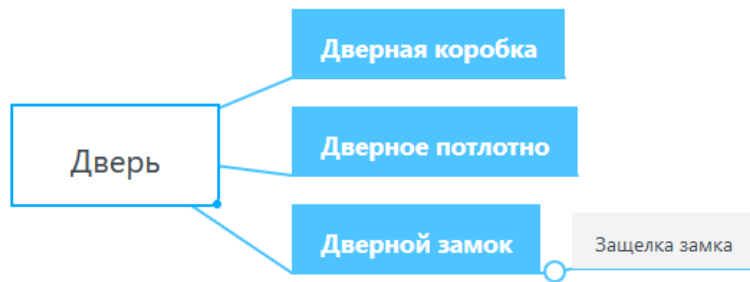 Дверная коробка
Дверь
Дверное потлотно
Дверной замок
Защелка замка